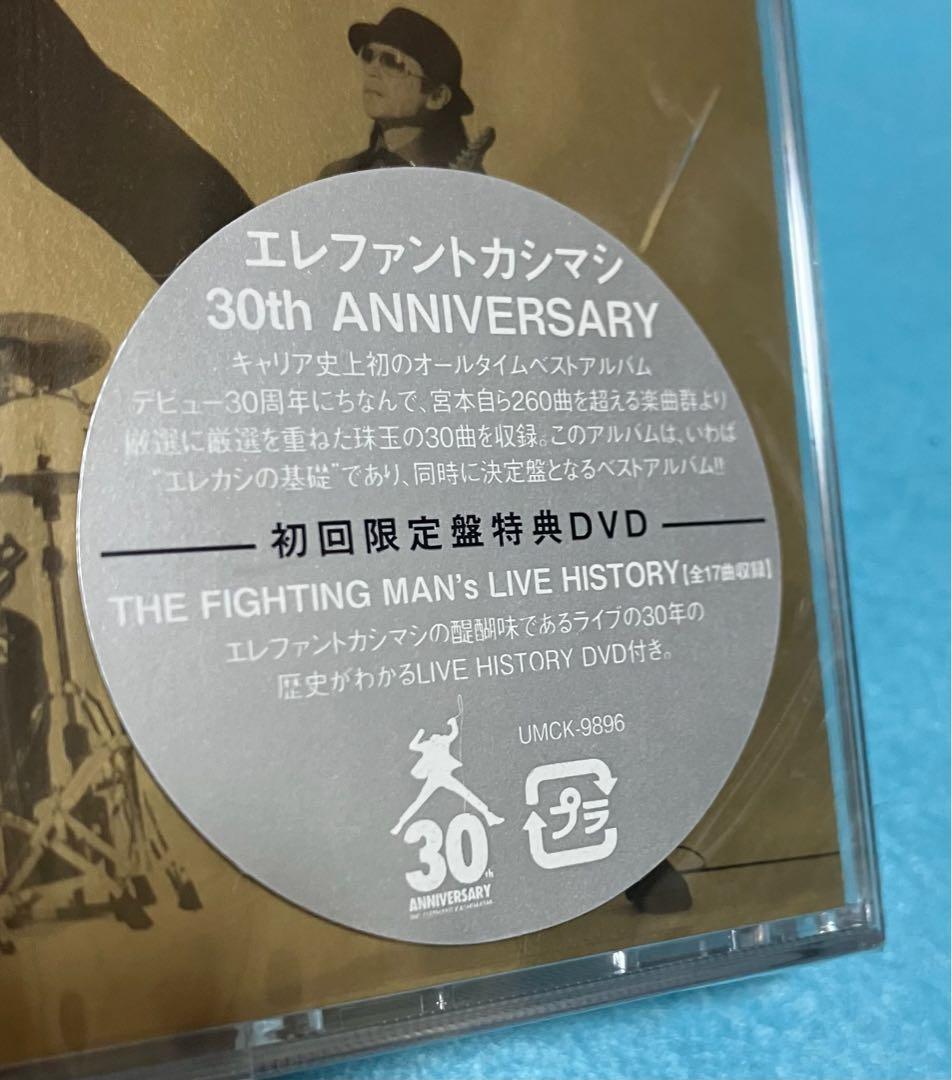 エレファントカシマシ
30th ANNIVERSARY
キャリア史上初のオールタイムベストアルバム
デビュー30周年にちなんで、宮本自ら260曲を超える楽曲群より
厳選に厳選を重ねた珠玉の30曲を収録。このアルバムは、いわば
"エレカシの基礎"であり、同時に決定盤となるベストアルバム!!
初回限定盤特典DVD
THE FIGHTING MAN's LIVE HISTORY【全17曲収録】
エレファントカシマシの醍醐味であるライブの30年の
歴史がわかるLIVE HISTORY DVD付き。
UMCK-9896
プラ
30th
ANNIVERSARY